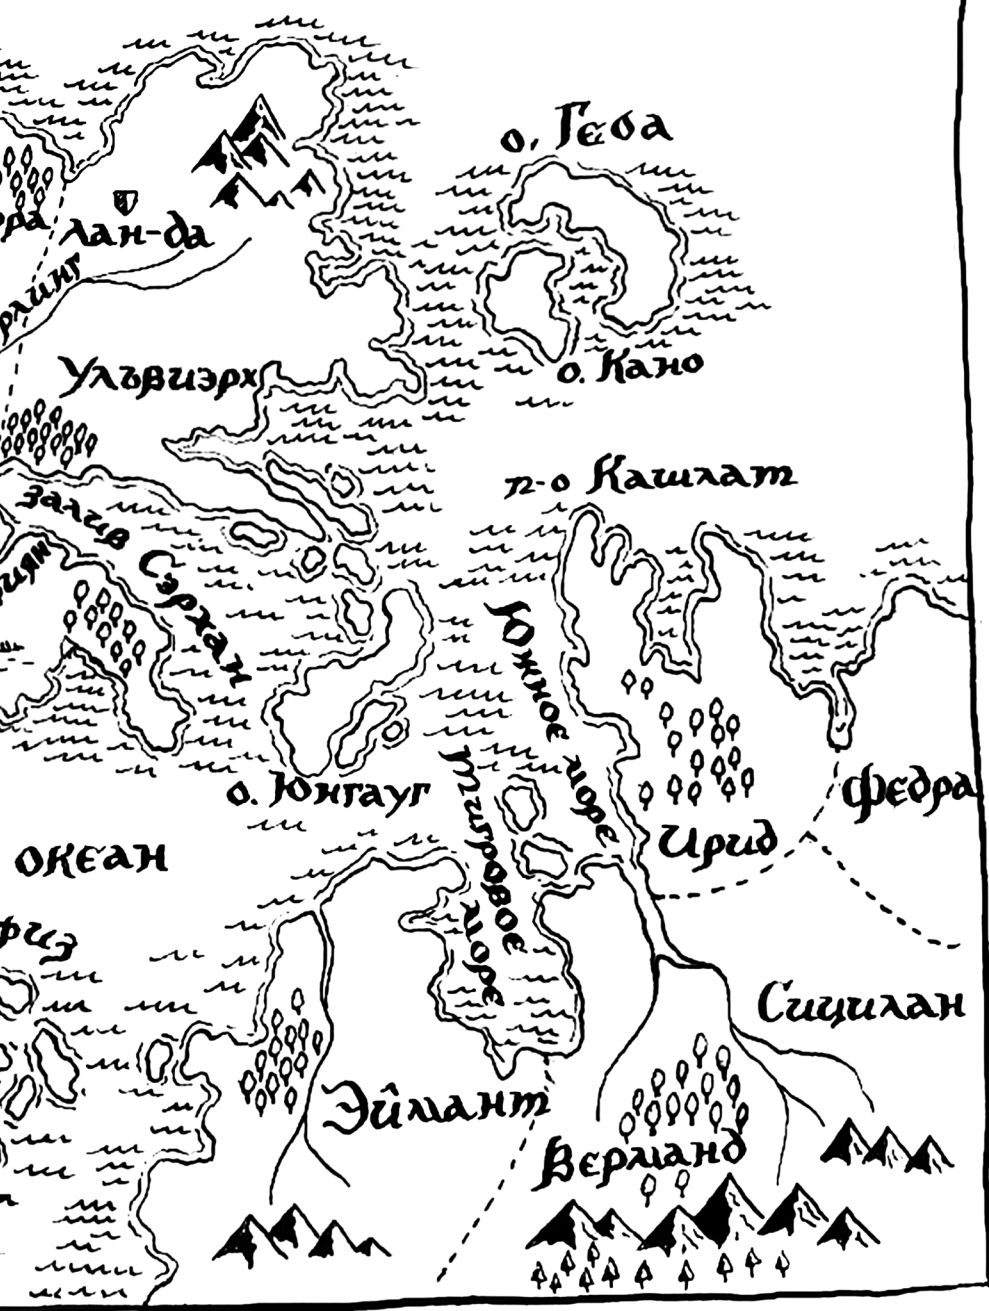 о. Геба
Лан-да
Ульвиэрх
о. Кано
п-о Кашлат
залив Сэрхан
Южное море
о. Юнгауг
Тигровое море
Федра
Ирид
океан
Сицилан
Эймант
Верманд